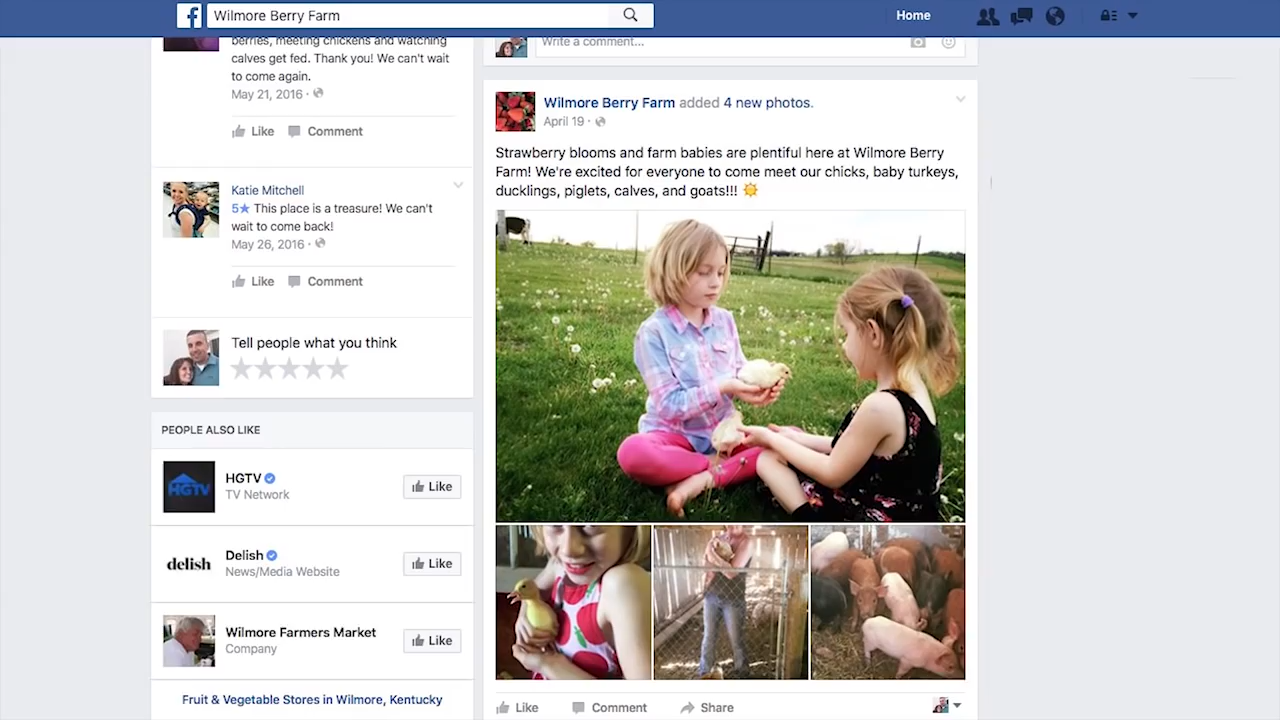 Wilmore Berry Farm
Home
berries, meeting chickens and watching
calves get fed. Thank you! We can't wait
to come again.
May 21, 2016 ·
Like Comment
Katie Mitchell
5★ This place is a treasure! We can't
wait to come back!
May 26, 2016 ·
Like Comment
Tell people what you think
PEOPLE ALSO LIKE
HGTV
HGTV
TV Network
Like
delish
Delish
News/Media Website
Like
Wilmore Farmers Market
Company
Like
Fruit & Vegetable Stores in Wilmore, Kentucky
Write a comment...
Wilmore Berry Farm added 4 new photos.
April 19 ·
Strawberry blooms and farm babies are plentiful here at Wilmore Berry
Farm! We're excited for everyone to come meet our chicks, baby turkeys,
ducklings, piglets, calves, and goats!!! ☀
Like Comment Share